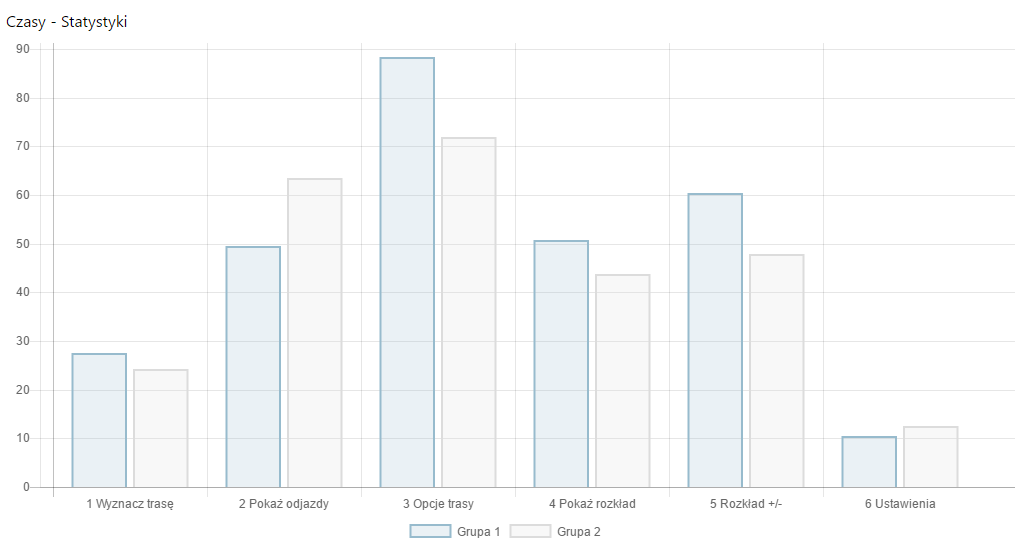 Czasy - Statystyki
90
80
70
60
50
40
30
20
10
0
1 Wyznacz trasę
2 Pokaż odjazdy
3 Opcje trasy
4 Pokaż rozkład
5 Rozkład +/-
6 Ustawienia
Grupa 1
Grupa 2